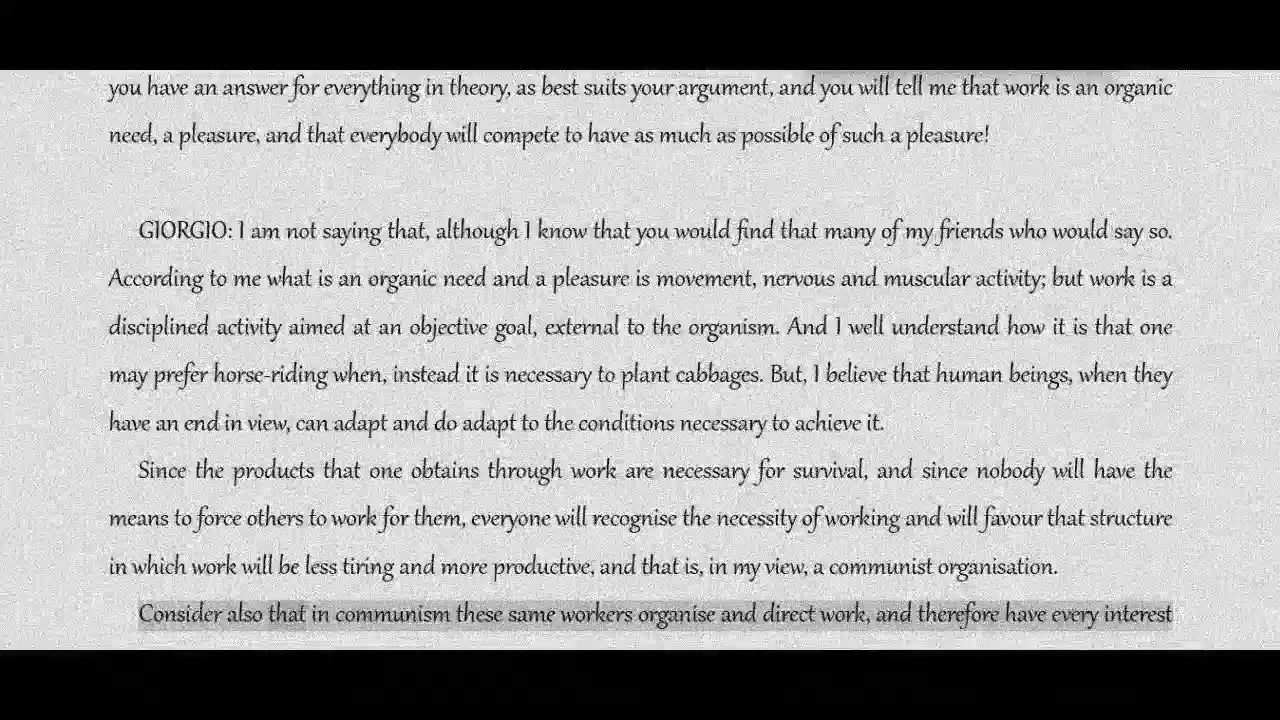 you have an answer for everything in theory, as best suits your argument, and you will tell me that work is an organic
need, a pleasure, and that everybody will compete to have as much as possible of such a pleasure!
GIORGIO: I am not saying that, although I know that you would find that many of my friends who would say so.
According to me what is an organic need and a pleasure is movement, nervous and muscular activity; but work is a
disciplined activity aimed at an objective goal, external to the organism. And I well understand how it is that one
may prefer horse-riding when, instead it is necessary to plant cabbages. But, I believe that human beings, when they
have an end in view, can adapt and do adapt to the conditions necessary to achieve it.
Since the products that one obtains through work are necessary for survival, and since nobody will have the
means to force others to work for them, everyone will recognise the necessity of working and will favour that structure
in which work will be less tiring and more productive, and that is, in my view, a communist organisation.
Consider also that in communism these same workers organise and direct work, and therefore have every interest